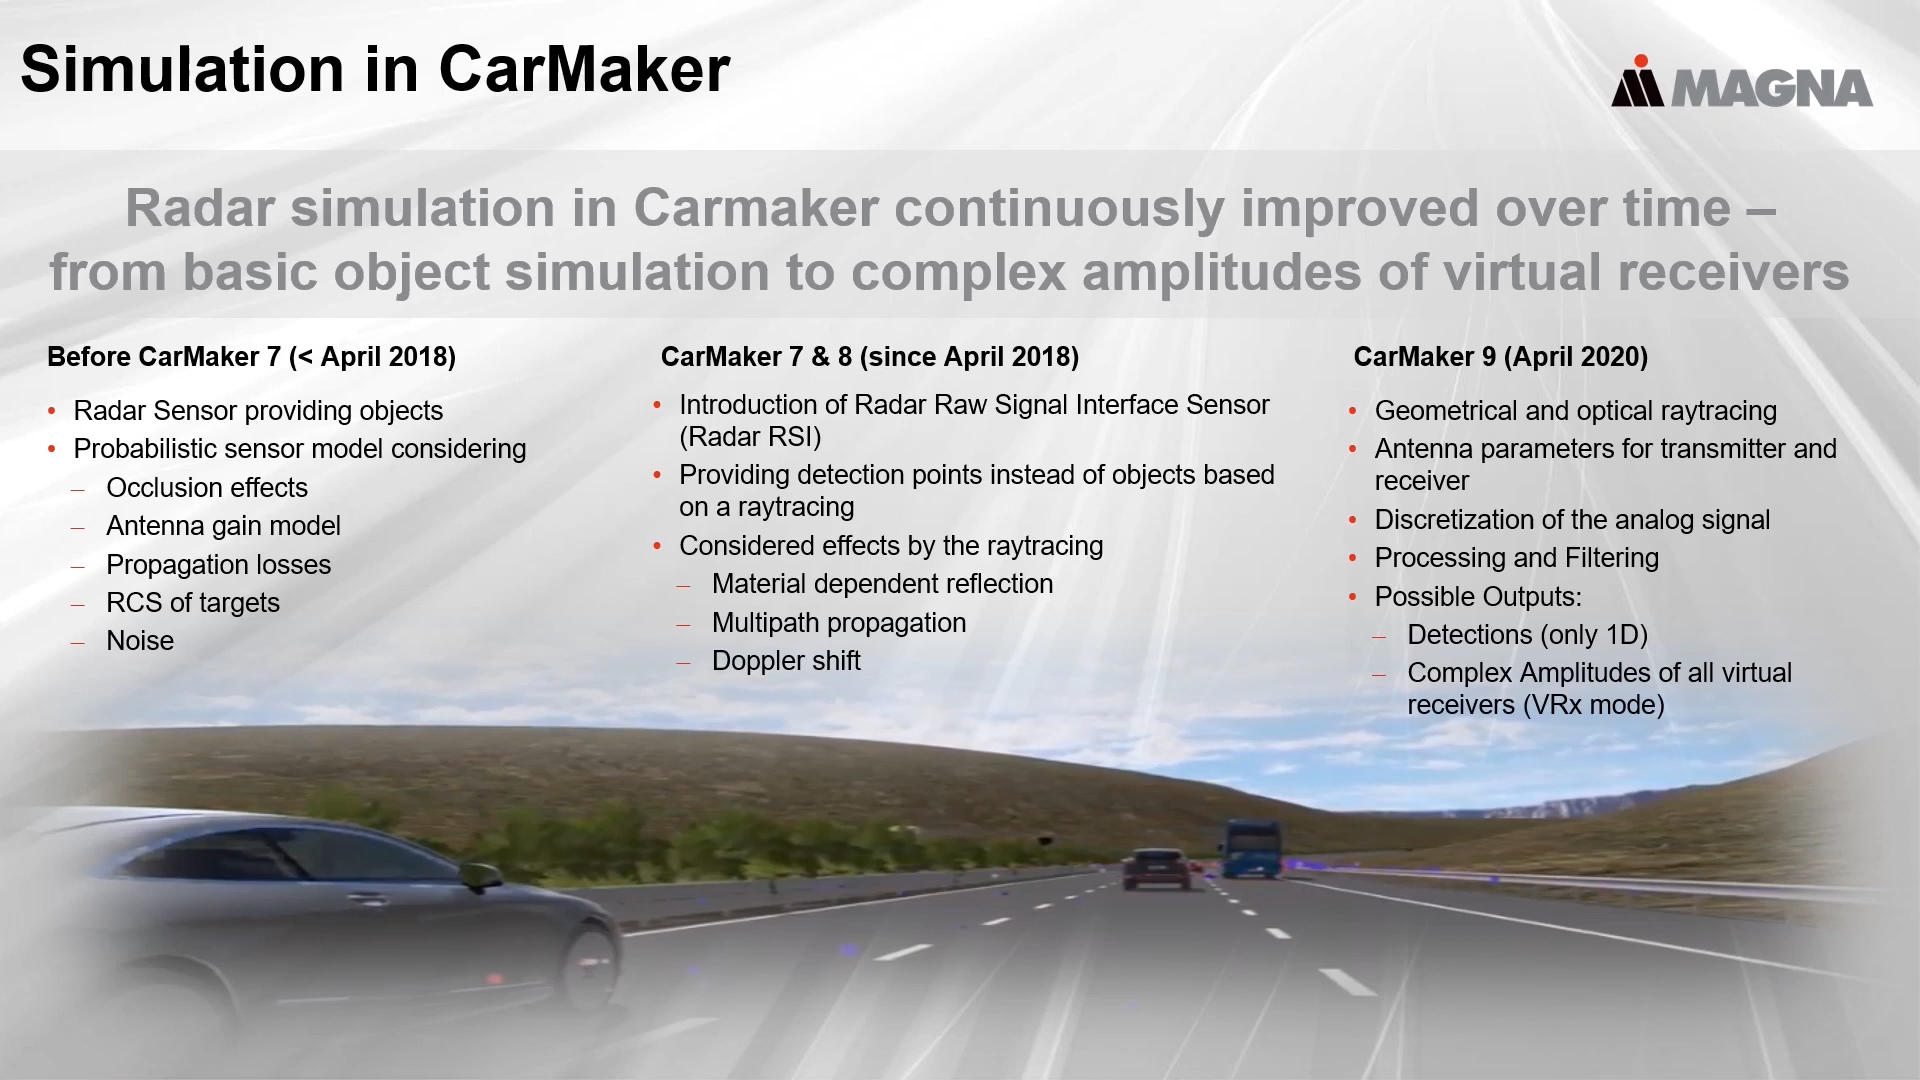 Simulation in CarMaker
MAGNA
Radar simulation in Carmaker continuously improved over time –
from basic object simulation to complex amplitudes of virtual receivers
Before CarMaker 7 (< April 2018)
• Radar Sensor providing objects
• Probabilistic sensor model considering
– Occlusion effects
– Antenna gain model
– Propagation losses
– RCS of targets
– Noise
CarMaker 7 & 8 (since April 2018)
• Introduction of Radar Raw Signal Interface Sensor
(Radar RSI)
• Providing detection points instead of objects based
on a raytracing
• Considered effects by the raytracing
– Material dependent reflection
– Multipath propagation
– Doppler shift
CarMaker 9 (April 2020)
• Geometrical and optical raytracing
• Antenna parameters for transmitter and
receiver
• Discretization of the analog signal
• Processing and Filtering
• Possible Outputs:
– Detections (only 1D)
– Complex Amplitudes of all virtual
receivers (VRx mode)